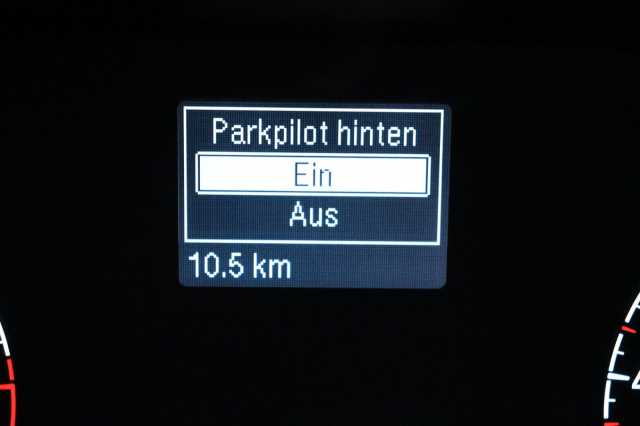 Parkpilot hinten
Ein
Aus
10.5 km